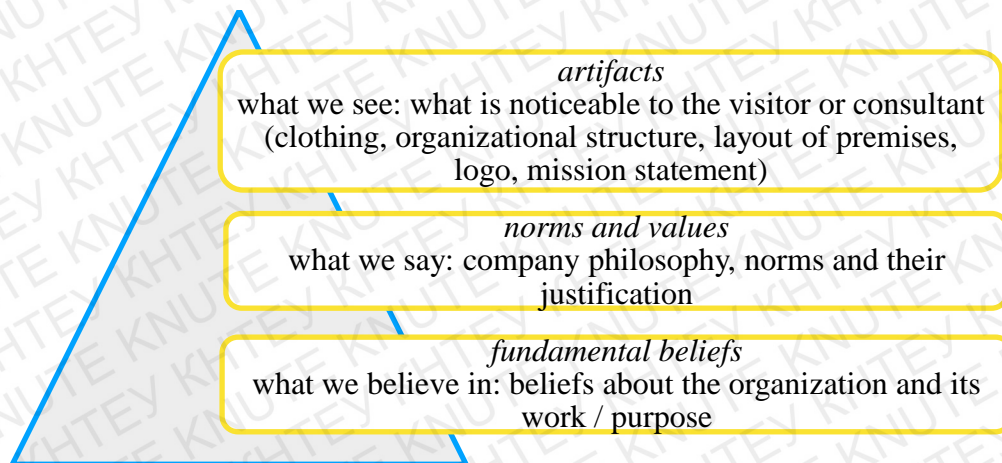 artifacts
what we see: what is noticeable to the visitor or consultant
(clothing, organizational structure, layout of premises,
logo, mission statement)
norms and values
what we say: company philosophy, norms and their
justification
fundamental beliefs
what we believe in: beliefs about the organization and its
work / purpose